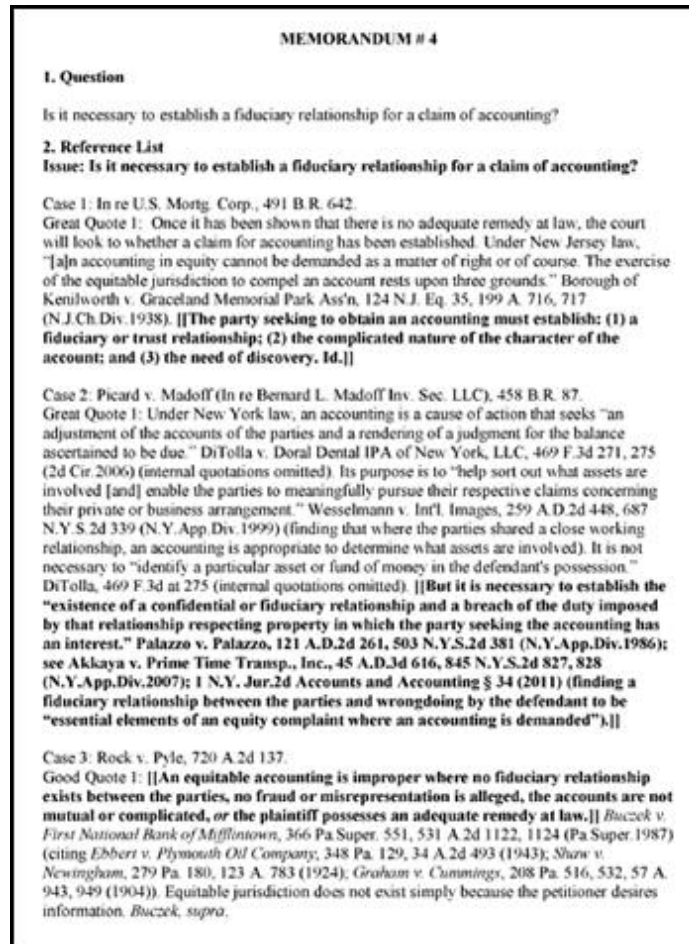 MEMORANDUM # 4
1. Question
Is it necessary to establish a fiduciary relationship for a claim of accounting?
2. Reference List
Issue: Is it necessary to establish a fiduciary relationship for a claim of accounting?
Case 1: In re U.S. Mortg. Corp., 491 B.R. 642.
Great Quote 1: Once it has been shown that there is no adequate remedy at law, the court
will look to whether a claim for accounting has been established. Under New Jersey law,
"[a]n accounting in equity cannot be demanded as a matter of right or of course. The exercise
of the equitable jurisdiction to compel an account rests upon three grounds." Borough of
Kenilworth v. Graceland Memorial Park Ass'n, 124 N.J. Eq. 35, 199 A. 716, 717
(N.J.Ch.Div.1938). [[The party seeking to obtain an accounting must establish: (1) a
fiduciary or trust relationship; (2) the complicated nature of the character of the
account; and (3) the need of discovery. Id.]]
Case 2: Picard v. Madoff (In re Bernard L. Madoff Inv. Sec. LLC), 458 B.R. 87.
Great Quote 1: Under New York law, an accounting is a cause of action that seeks "an
adjustment of the accounts of the parties and a rendering of a judgment for the balance
ascertained to be due." DiTolla v. Doral Dental IPA of New York, LLC, 469 F.3d 271, 275
(2d Cir.2006) (internal quotations omitted). Its purpose is to "help sort out what assets are
involved [and] enable the parties to meaningfully pursue their respective claims concerning
their private or business arrangement." Wesselmann v. Int'l. Images, 259 A.D.2d 448, 687
N.Y.S.2d 339 (N.Y.App.Div.1999) (finding that where the parties shared a close working
relationship, an accounting is appropriate to determine what assets are involved). It is not
necessary to "identify a particular asset or fund of money in the defendant's possession."
DiTolla, 469 F.3d at 275 (internal quotations omitted). [[But it is necessary to establish the
"existence of a confidential or fiduciary relationship and a breach of the duty imposed
by that relationship respecting property in which the party seeking the accounting has
an interest." Palazzo v. Palazzo, 121 A.D.2d 261, 503 N.Y.S.2d 381 (N.Y.App.Div.1986);
see Akkaya v. Prime Time Transp., Inc., 45 A.D.3d 616, 845 N.Y.S.2d 827, 828
(N.Y.App.Div.2007); 1 N.Y. Jur.2d Accounts and Accounting § 34 (2011) (finding a
fiduciary relationship between the parties and wrongdoing by the defendant to be
"essential elements of an equity complaint where an accounting is demanded").]]
Case 3: Rock v. Pyle, 720 A.2d 137.
Good Quote 1: [[An equitable accounting is improper where no fiduciary relationship
exists between the parties, no fraud or misrepresentation is alleged, the accounts are not
mutual or complicated, or the plaintiff possesses an adequate remedy at law.]] Buczek v.
First National Bank of Mifflintown, 366 Pa.Super. 551, 531 A.2d 1122, 1124 (Pa.Super.1987)
(citing Ebbert v. Plymouth Oil Company, 348 Pa. 129, 34 A.2d 493 (1943); Shaw v.
Newingham, 279 Pa. 180, 123 A. 783 (1924); Graham v. Cummings, 208 Pa. 516, 532, 57 A.
943, 949 (1904)). Equitable jurisdiction does not exist simply because the petitioner desires
information. Buczek, supra.